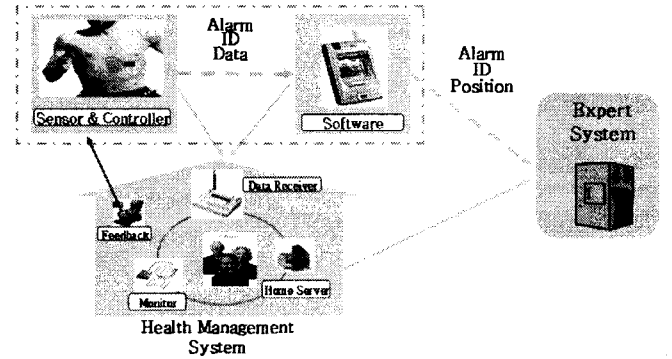 Alarm
ID
Data
Alarm
ID
Position
Sensor & Controller
Software
Expert
System
Data Receiver
Feedback
Home Server
Monitor
Health Management
System